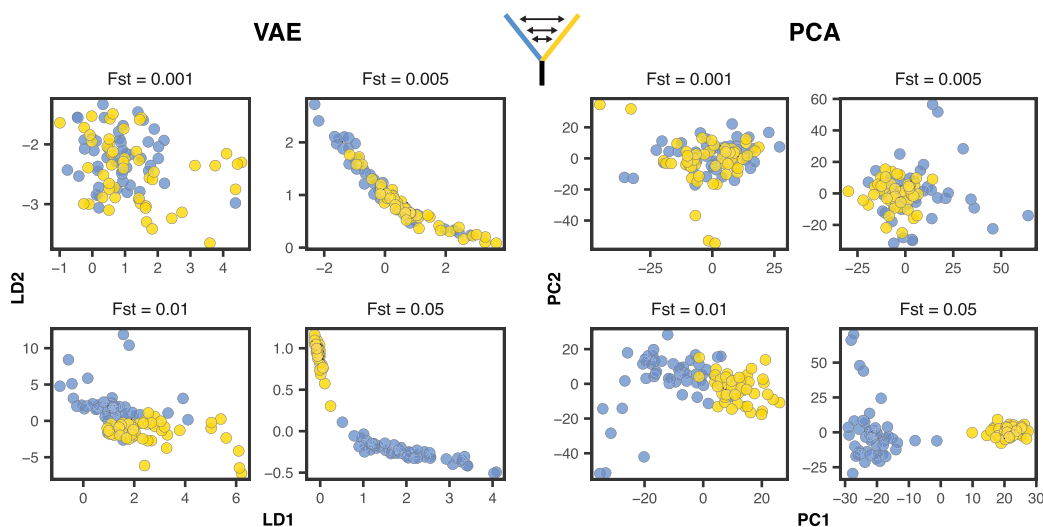 VAE
PCA
Fst = 0.001
Fst = 0.005
Fst = 0.001
Fst = 0.005
−2
−3
−1 0 1 2 3 4
2
1
0
−2 0 2
20
0
−20
−40
−25 0 25
60
40
20
0
−20
−25 0 25 50
LD2
PC2
Fst = 0.01
Fst = 0.05
Fst = 0.01
Fst = 0.05
10
5
0
−5
0 2 4 6
1.0
0.5
0.0
−0.5
0 1 2 3 4
20
0
−20
−40
−20 0 20
50
25
0
−25
−30 −20 −10 0 10 20 30
LD1
PC1